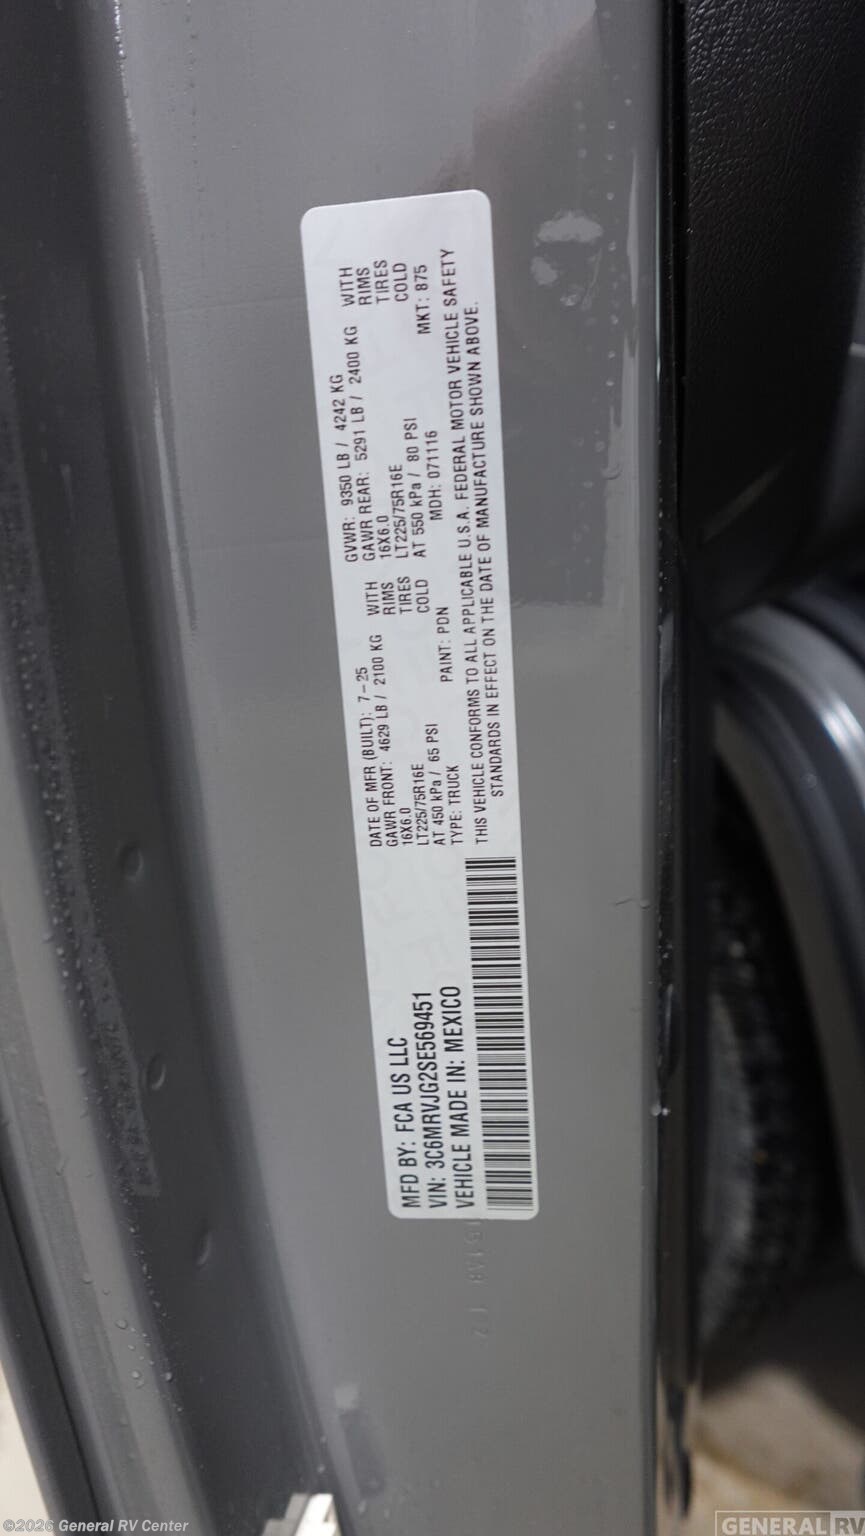 MFD BY: FCA US LLC
VIN: 3C6MRVJG2SE569451
VEHICLE MADE IN: MEXICO
DATE OF MFR (BUILT): 7-25 GVWR: 9350 LB / 4242 KG
GAWR FRONT: 4629 LB / 2100 KG WITH GAWR REAR: 5291 LB / 2400 KG WITH
16X6.0 RIMS 16X6.0 RIMS
LT225/75R16E TIRES LT225/75R16E TIRES
AT 450 kPa / 65 PSI COLD AT 550 kPa / 80 PSI COLD
TYPE: TRUCK PAINT: PDN MDH: 071116 MKT: 875
THIS VEHICLE CONFORMS TO ALL APPLICABLE U.S.A. FEDERAL MOTOR VEHICLE SAFETY
STANDARDS IN EFFECT ON THE DATE OF MANUFACTURE SHOWN ABOVE.
©2026 General RV Center
GENERAL RV